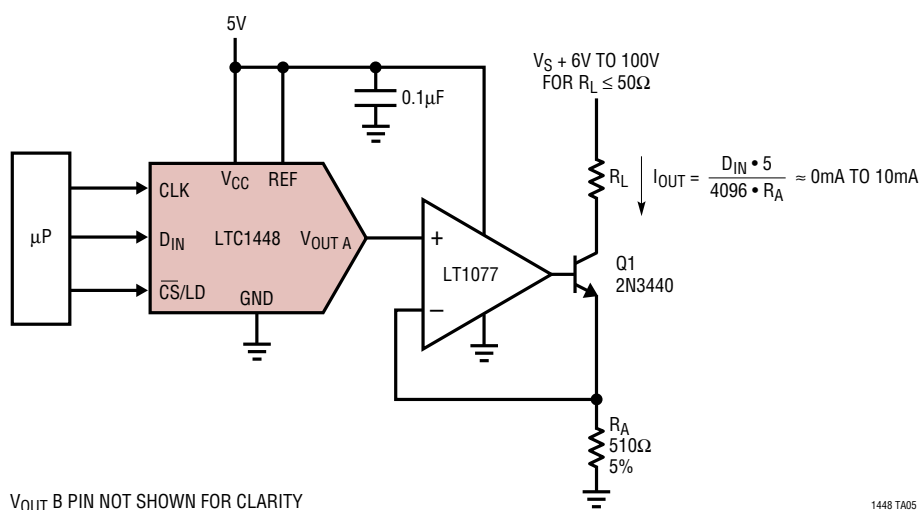 5V
0.1µF
V_S + 6V TO 100V
FOR R_L ≤ 50Ω
µP
CLK
D_IN
C̅S̅/LD
V_CC
REF
LTC1448
V_OUT A
GND
+
LT1077
–
R_L
I_OUT = D_IN • 5 / 4096 • R_A ≈ 0mA TO 10mA
Q1
2N3440
R_A
510Ω
5%
V_OUT B PIN NOT SHOWN FOR CLARITY
1448 TA05